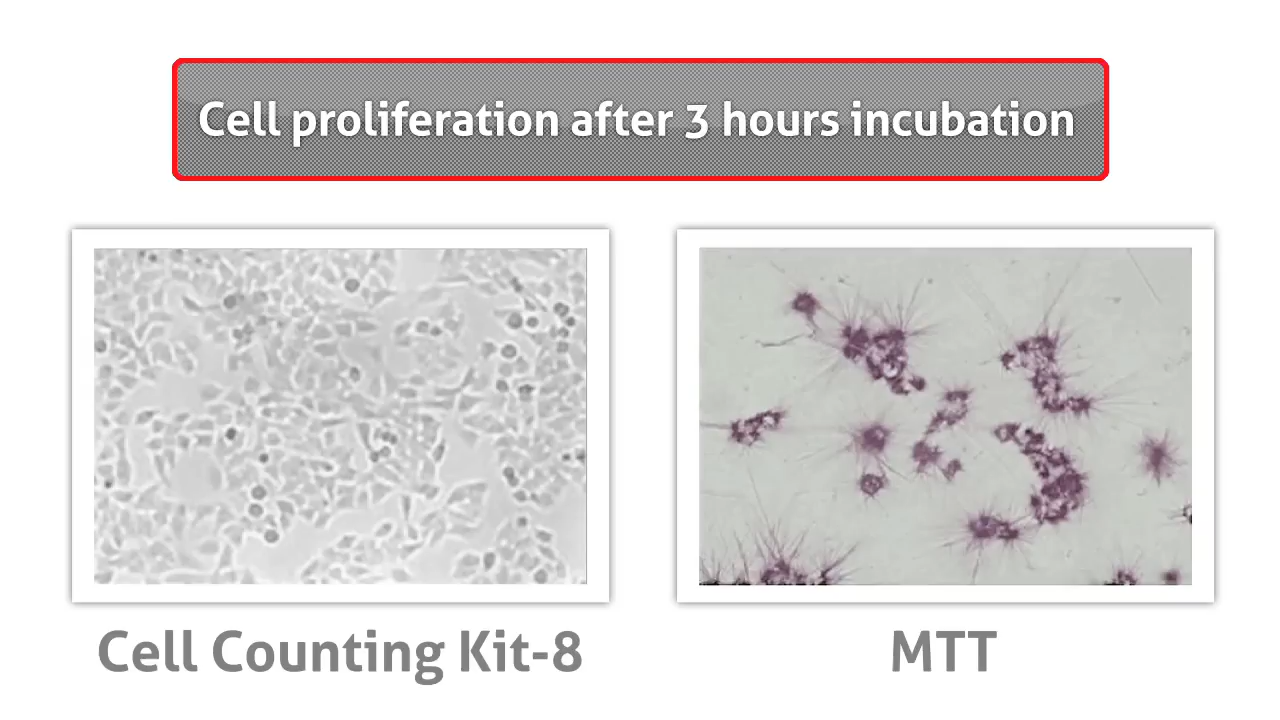 Cell proliferation after 3 hours incubation
Cell Counting Kit-8
MTT